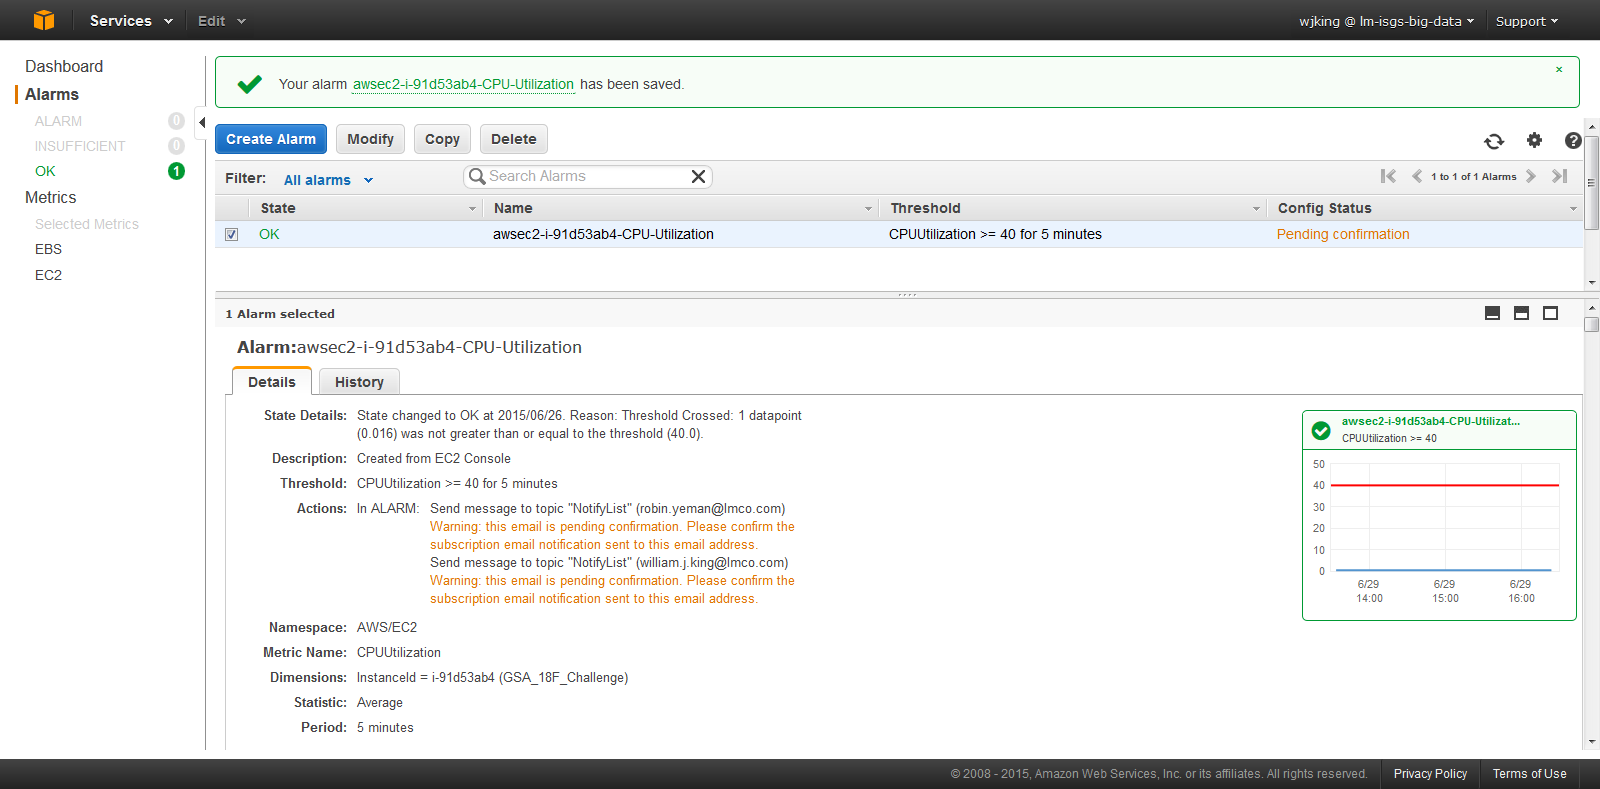 Services Edit wjking @ lm-isgs-big-data Support
Dashboard
Alarms
ALARM 0
INSUFFICIENT 0
OK 1
Metrics
Selected Metrics
EBS
EC2
Your alarm awsec2-i-91d53ab4-CPU-Utilization has been saved. ×
Create Alarm Modify Copy Delete ?
Filter: All alarms Search Alarms 1 to 1 of 1 Alarms
State Name Threshold Config Status
OK awsec2-i-91d53ab4-CPU-Utilization CPUUtilization >= 40 for 5 minutes Pending confirmation
1 Alarm selected
Alarm:awsec2-i-91d53ab4-CPU-Utilization
Details History
State Details: State changed to OK at 2015/06/26. Reason: Threshold Crossed: 1 datapoint
(0.016) was not greater than or equal to the threshold (40.0).
Description: Created from EC2 Console
Threshold: CPUUtilization >= 40 for 5 minutes
Actions: In ALARM: Send message to topic "NotifyList" (robin.yeman@lmco.com)
Warning: this email is pending confirmation. Please confirm the
subscription email notification sent to this email address.
Send message to topic "NotifyList" (william.j.king@lmco.com)
Warning: this email is pending confirmation. Please confirm the
subscription email notification sent to this email address.
Namespace: AWS/EC2
Metric Name: CPUUtilization
Dimensions: InstanceId = i-91d53ab4 (GSA_18F_Challenge)
Statistic: Average
Period: 5 minutes
awsec2-i-91d53ab4-CPU-Utilizat...
CPUUtilization >= 40
50
40
30
20
10
0
6/29 6/29 6/29
14:00 15:00 16:00
© 2008 - 2015, Amazon Web Services, Inc. or its affiliates. All rights reserved. Privacy Policy Terms of Use